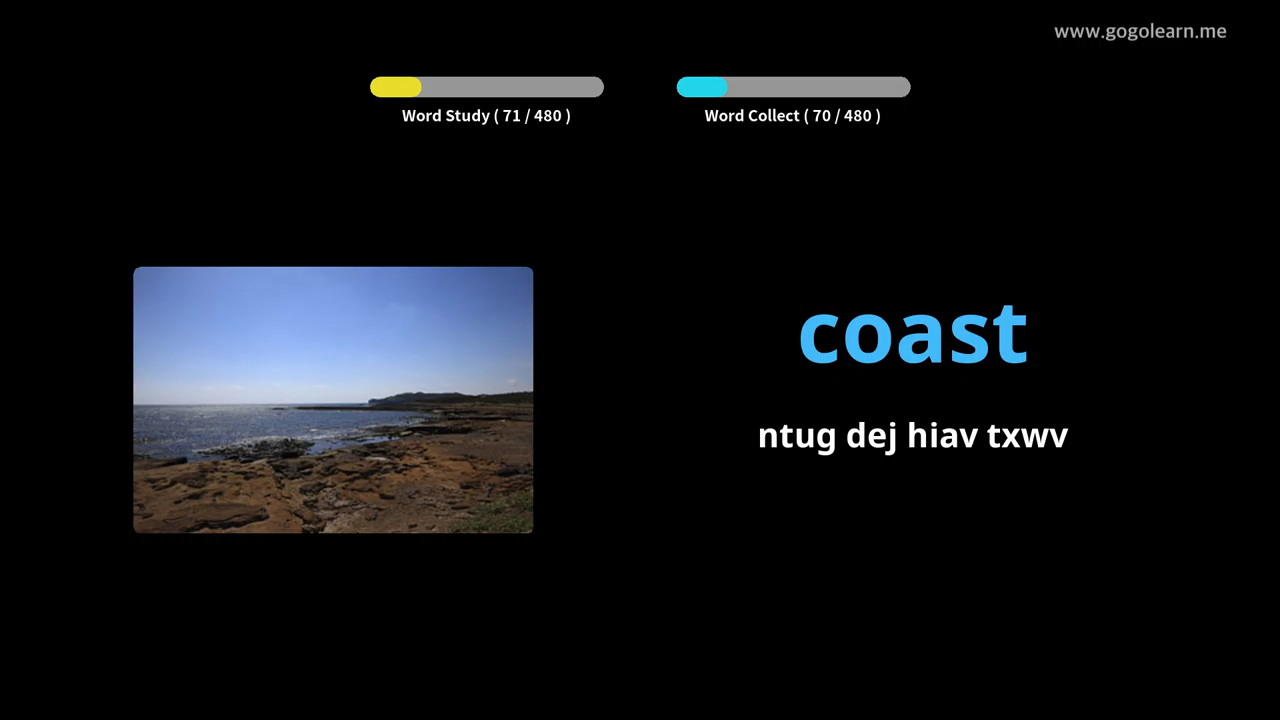 www.gogolearn.me
Word Study ( 71 / 480 )
Word Collect ( 70 / 480 )
coast
ntug dej hiav txwv